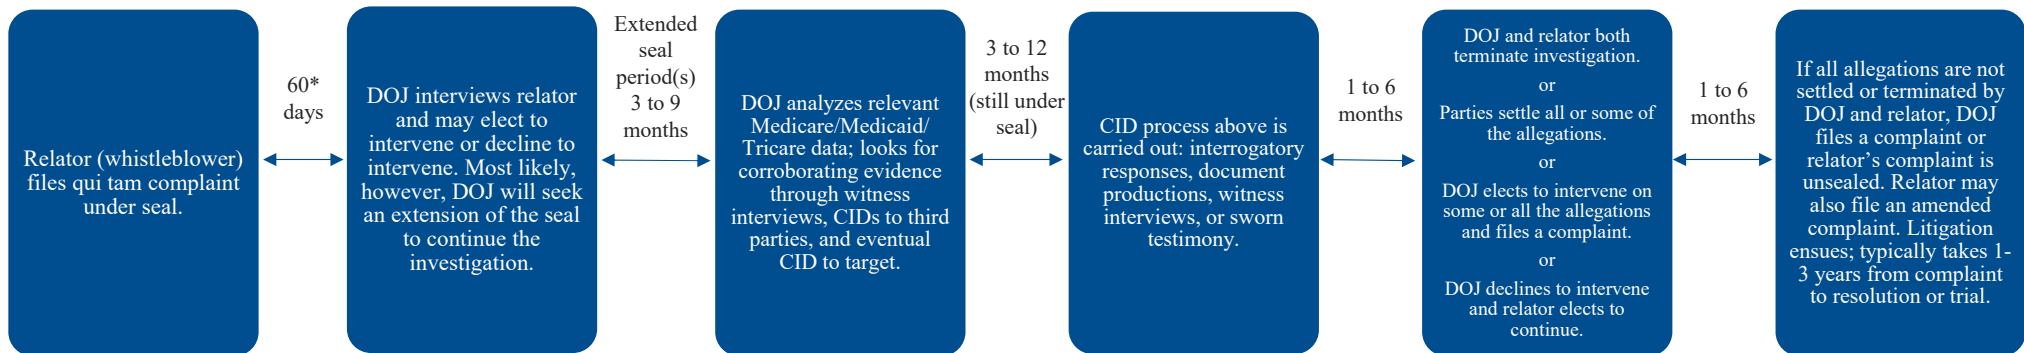 Relator (whistleblower)
files qui tam complaint
under seal.
60*
days
DOJ interviews relator
and may elect to
intervene or decline to
intervene. Most likely,
however, DOJ will seek
an extension of the seal
to continue the
investigation.
Extended
seal
period(s)
3 to 9
months
DOJ analyzes relevant
Medicare/Medicaid/
Tricare data; looks for
corroborating evidence
through witness
interviews, CIDs to third
parties, and eventual
CID to target.
3 to 12
months
(still under
seal)
CID process above is
carried out: interrogatory
responses, document
productions, witness
interviews, or sworn
testimony.
1 to 6
months
DOJ and relator both
terminate investigation.
or
Parties settle all or some of
the allegations.
or
DOJ elects to intervene on
some or all the allegations
and files a complaint.
or
DOJ declines to intervene
and relator elects to
continue.
1 to 6
months
If all allegations are not
settled or terminated by
DOJ and relator, DOJ
files a complaint or
relator’s complaint is
unsealed. Relator may
also file an amended
complaint. Litigation
ensues; typically takes 1-
3 years from complaint
to resolution or trial.